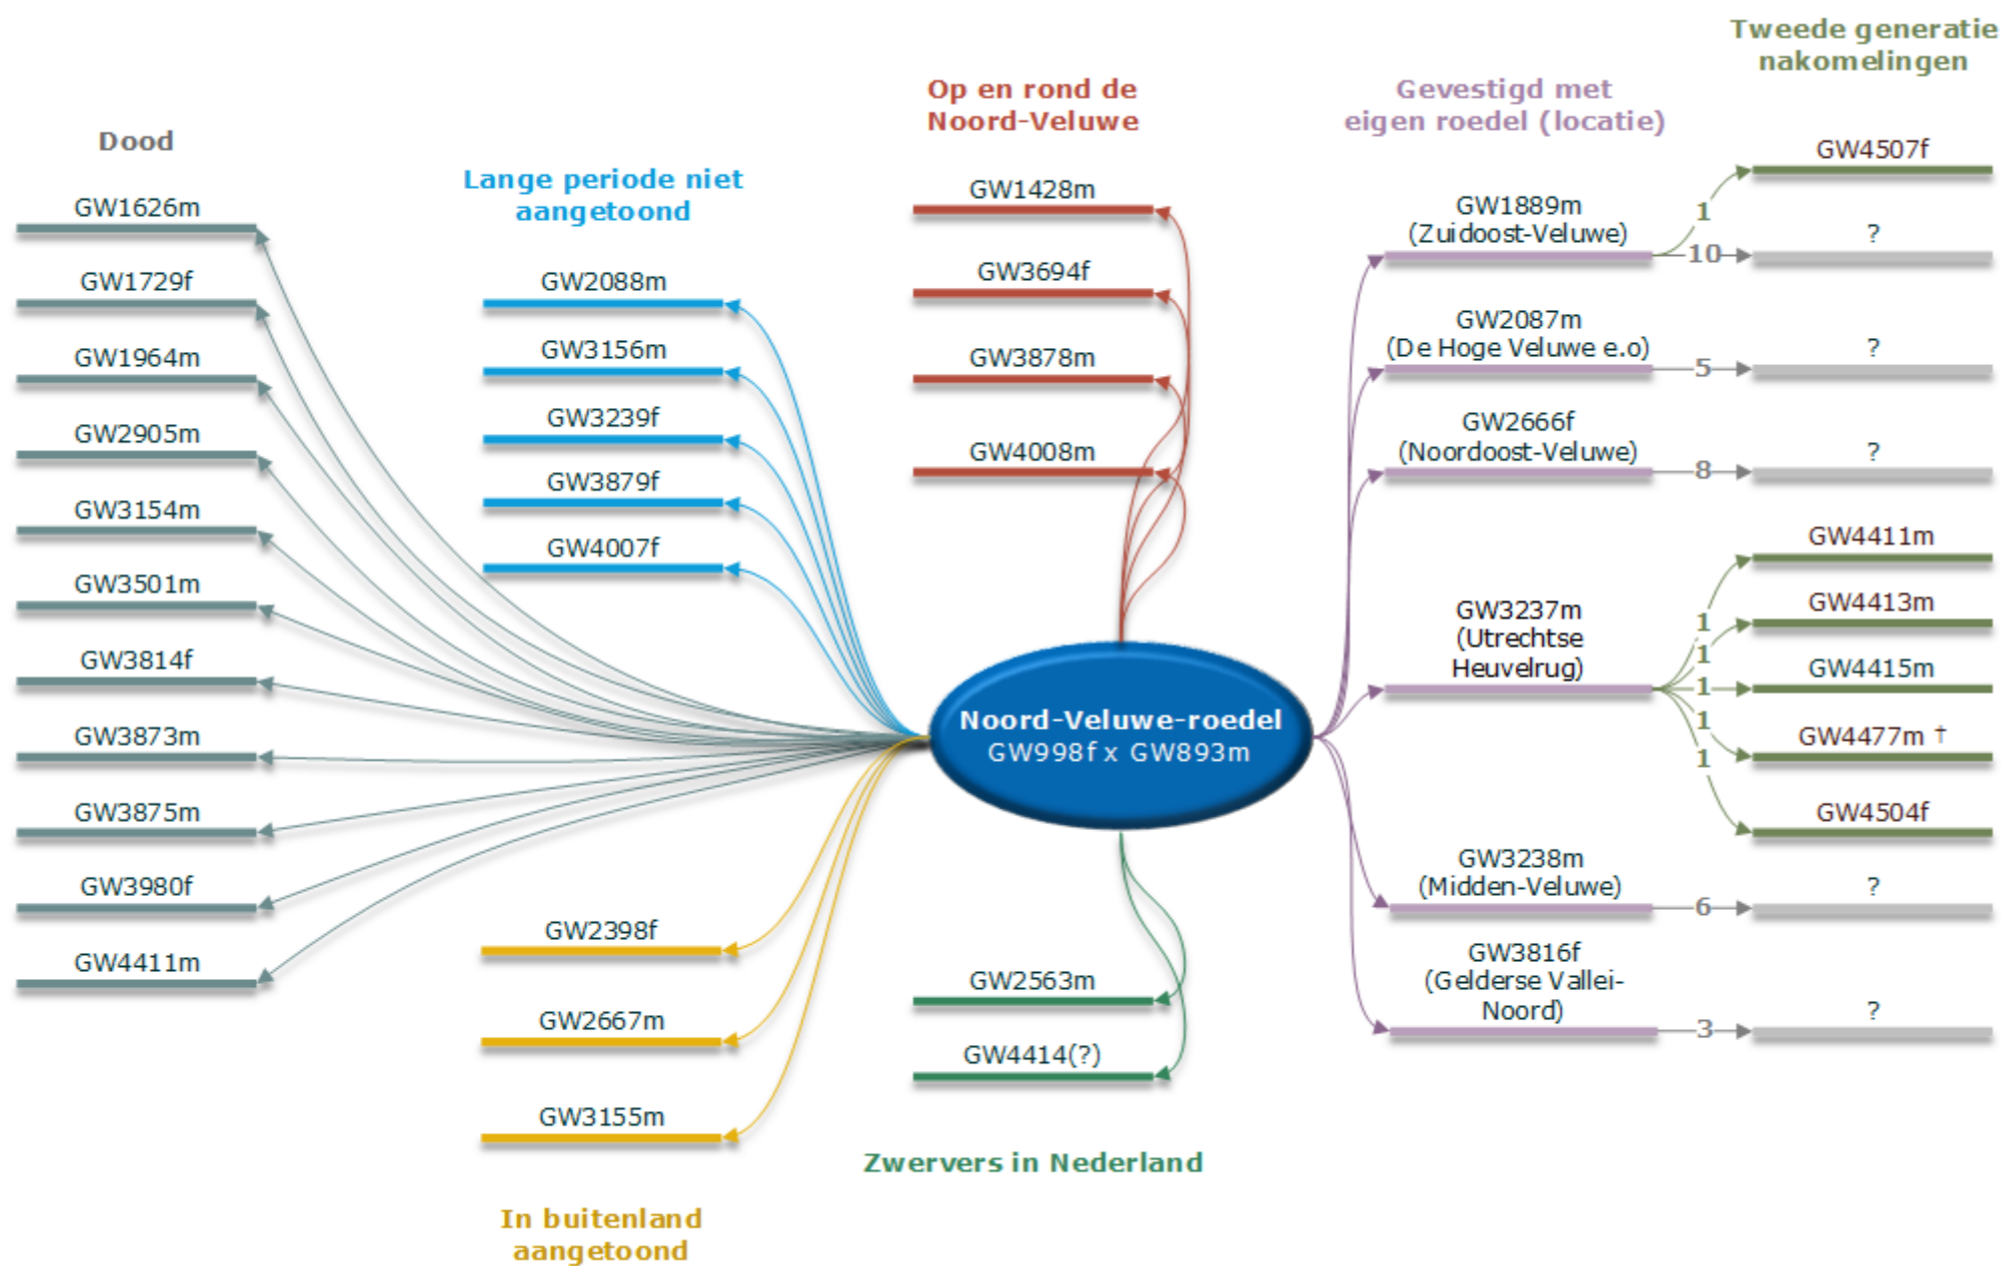 Dood
GW1626m
GW1729f
GW1964m
GW2905m
GW3154m
GW3501m
GW3814f
GW3873m
GW3875m
GW3980f
GW4411m
Lange periode niet
aangetoond
GW2088m
GW3156m
GW3239f
GW3879f
GW4007f
GW2398f
GW2667m
GW3155m
In buitenland
aangetoond
Op en rond de
Noord-Veluwe
GW1428m
GW3694f
GW3878m
GW4008m
Noord-Veluwe-roedel
GW998f x GW893m
GW2563m
GW4414(?)
Zwervers in Nederland
Gevestigd met
eigen roedel (locatie)
GW1889m
(Zuidoost-Veluwe)
GW2087m
(De Hoge Veluwe e.o)
GW2666f
(Noordoost-Veluwe)
GW3237m
(Utrechtse
Heuvelrug)
GW3238m
(Midden-Veluwe)
GW3816f
(Gelderse Vallei-
Noord)
1
10
5
8
1
1
1
1
1
6
3
Tweede generatie
nakomelingen
GW4507f
?
?
?
GW4411m
GW4413m
GW4415m
GW4477m †
GW4504f
?
?